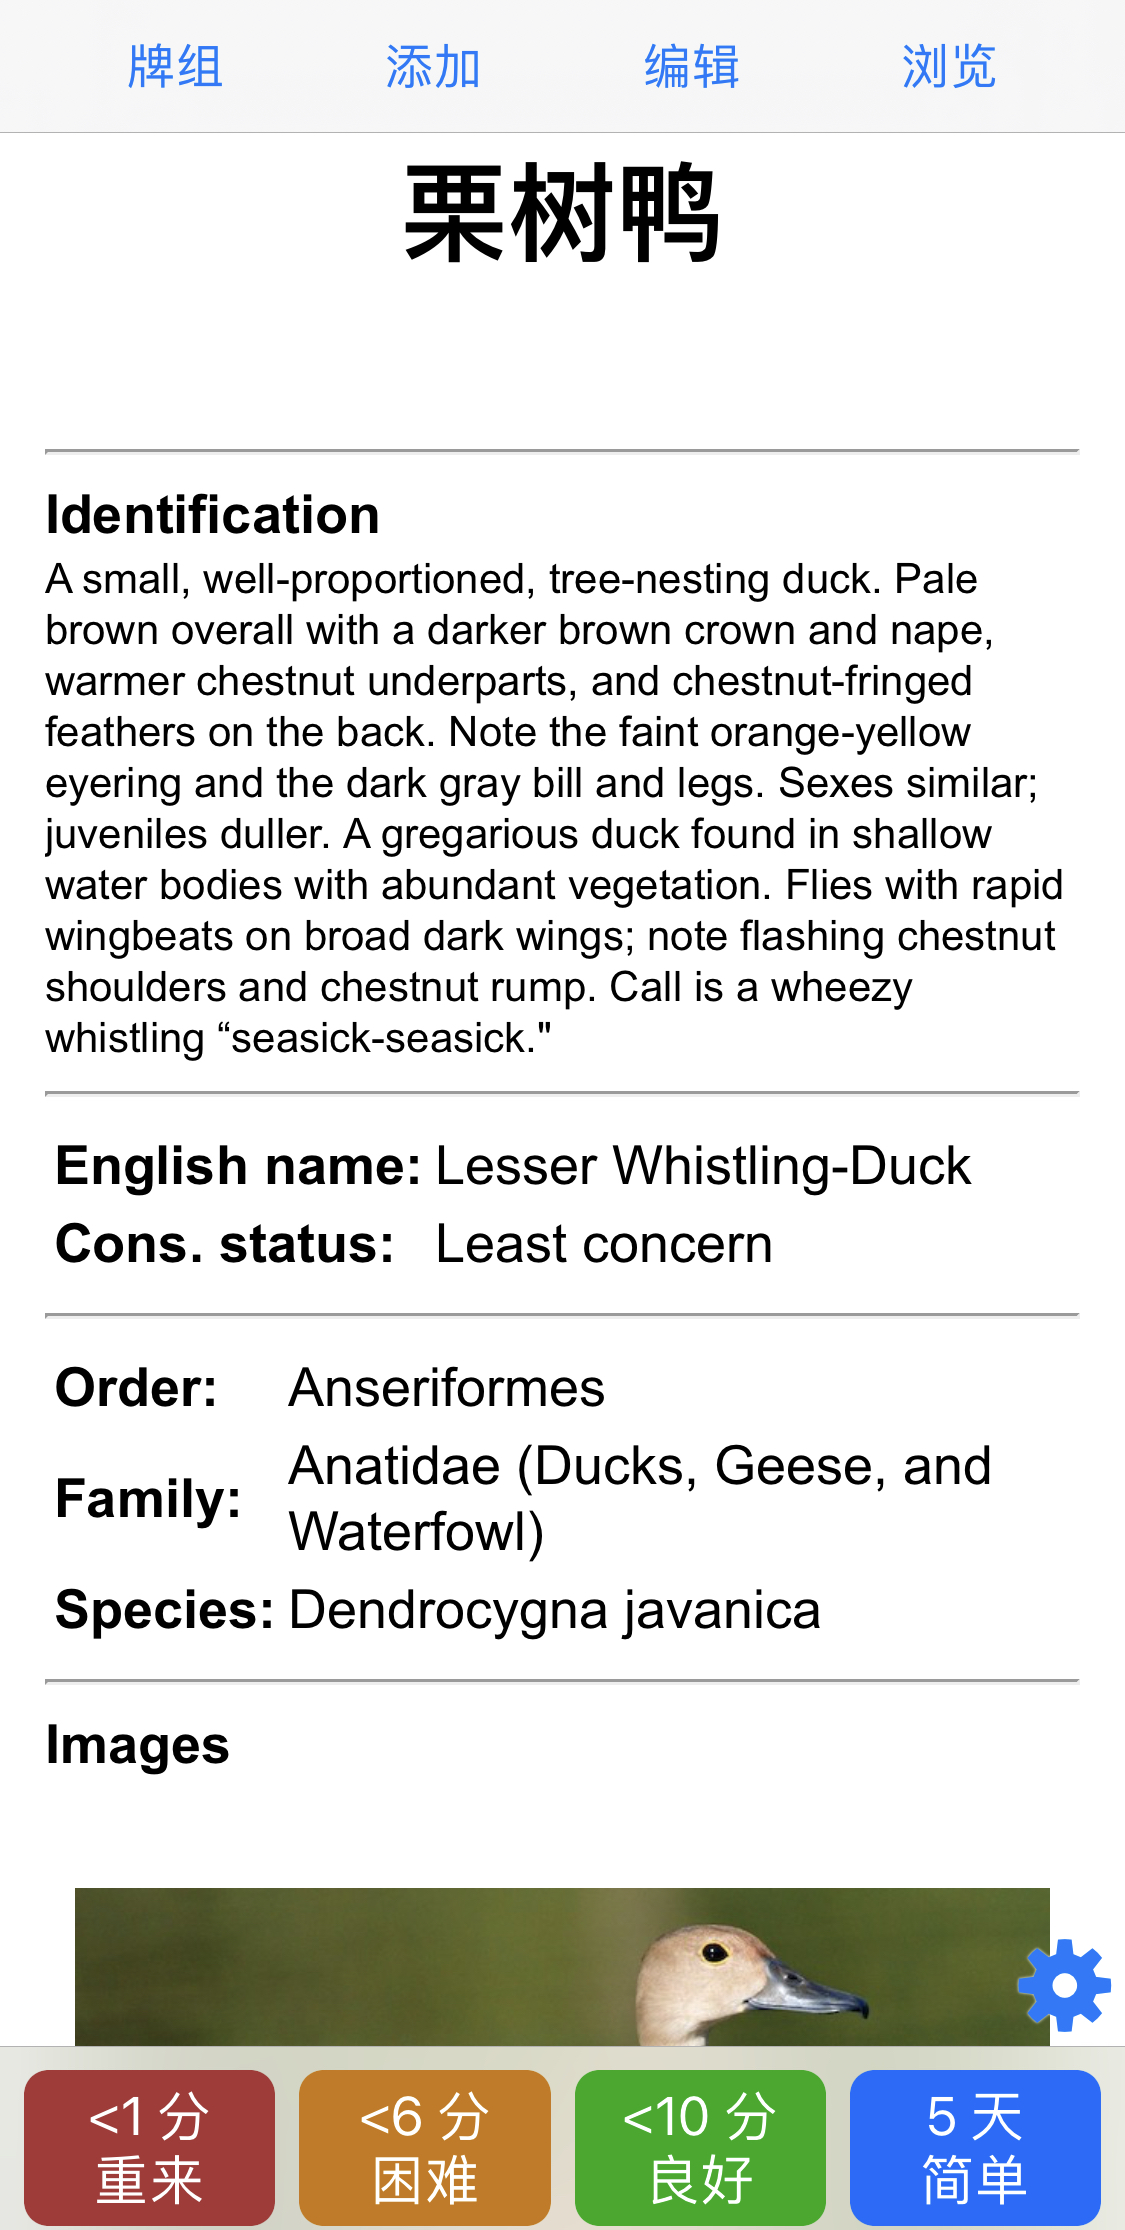 牌组 添加 编辑 浏览
栗树鸭
Identification
A small, well-proportioned, tree-nesting duck. Pale
brown overall with a darker brown crown and nape,
warmer chestnut underparts, and chestnut-fringed
feathers on the back. Note the faint orange-yellow
eyering and the dark gray bill and legs. Sexes similar;
juveniles duller. A gregarious duck found in shallow
water bodies with abundant vegetation. Flies with rapid
wingbeats on broad dark wings; note flashing chestnut
shoulders and chestnut rump. Call is a wheezy
whistling “seasick-seasick."
English name: Lesser Whistling-Duck
Cons. status: Least concern
Order: Anseriformes
Family: Anatidae (Ducks, Geese, and
Waterfowl)
Species: Dendrocygna javanica
Images
<1 分 <6 分 <10 分 5 天
重来 困难 良好 简单